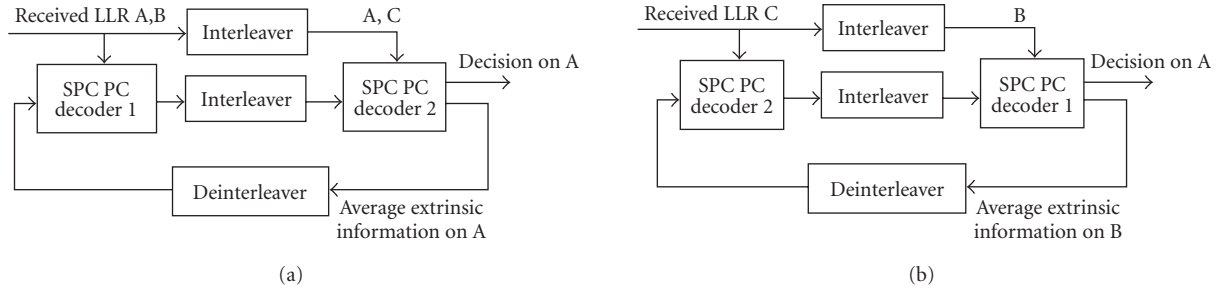 Received LLR A,B
Interleaver
A, C
SPC PC
decoder 1
Interleaver
SPC PC
decoder 2
Decision on A
Deinterleaver
Average extrinsic
information on A
(a)
Received LLR C
Interleaver
B
SPC PC
decoder 2
Interleaver
SPC PC
decoder 1
Decision on A
Deinterleaver
Average extrinsic
information on B
(b)